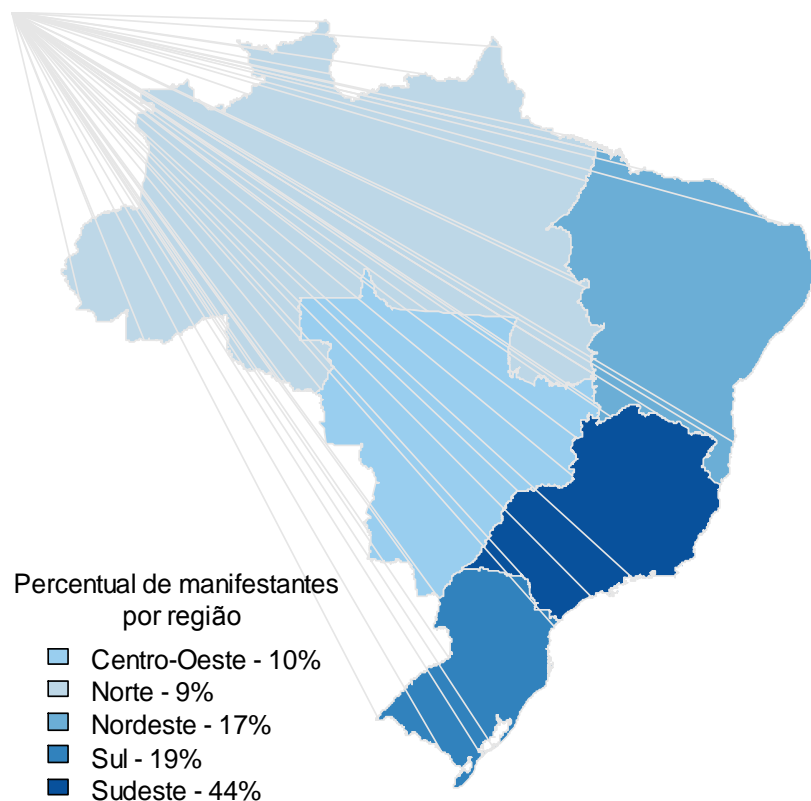 Percentual de manifestantes
por região
Centro-Oeste - 10%
Norte - 9%
Nordeste - 17%
Sul - 19%
Sudeste - 44%